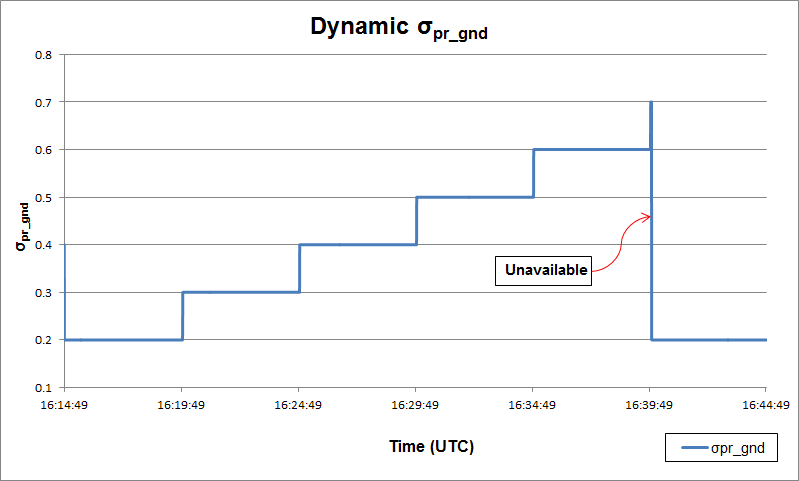 Dynamic σpr_gnd
0.8
0.7
0.6
0.5
0.4
0.3
0.2
0.1
σpr_gnd
Unavailable
16:14:49 16:19:49 16:24:49 16:29:49 16:34:49 16:39:49 16:44:49
Time (UTC)
σpr_gnd